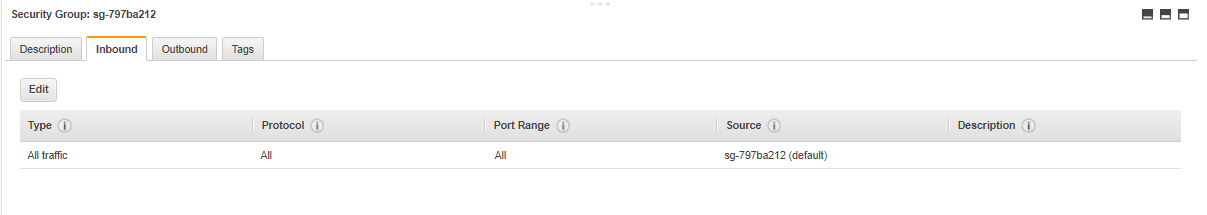 Security Group: sg-797ba212
Description Inbound Outbound Tags
Edit
Type Protocol Port Range Source Description
All traffic All All sg-797ba212 (default)